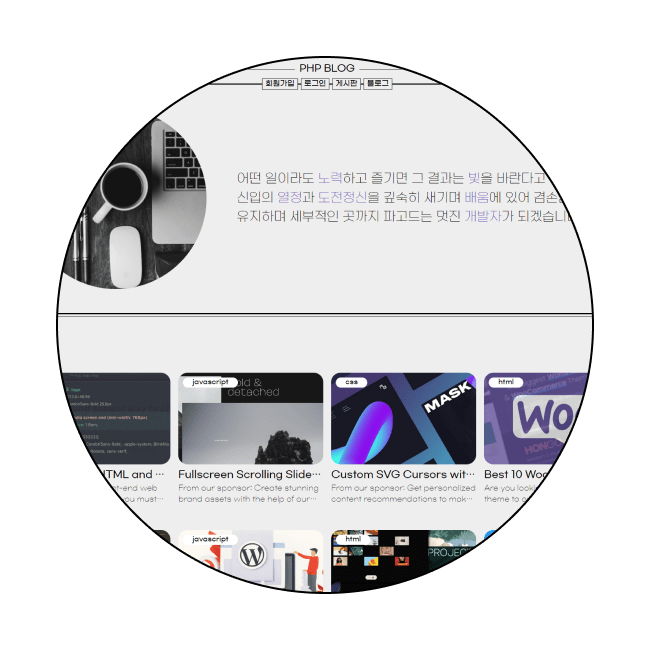 PHP BLOG
회원가입 로그인 게시판 블로그
어떤 일이라도 노력하고 즐기면 그 결과는 빛을 바란다고
신입의 열정과 도전정신을 깊숙히 새기며 배움에 있어 겸손
유지하며 세부적인 곳까지 파고드는 멋진 개발자가 되겠습니
javascript
css
html
detached
MASK
HTML and ···
Fullscreen Scrolling Slide···
Custom SVG Cursors wit···
Best 10 Woo
nt-end web
From our sponsor: Create stunning
From our sponsor: Get personalized
Are you looki
ou must···
brand assets with the help of our···
content recommendations to mak···
theme to
javascript
html
PROJECT